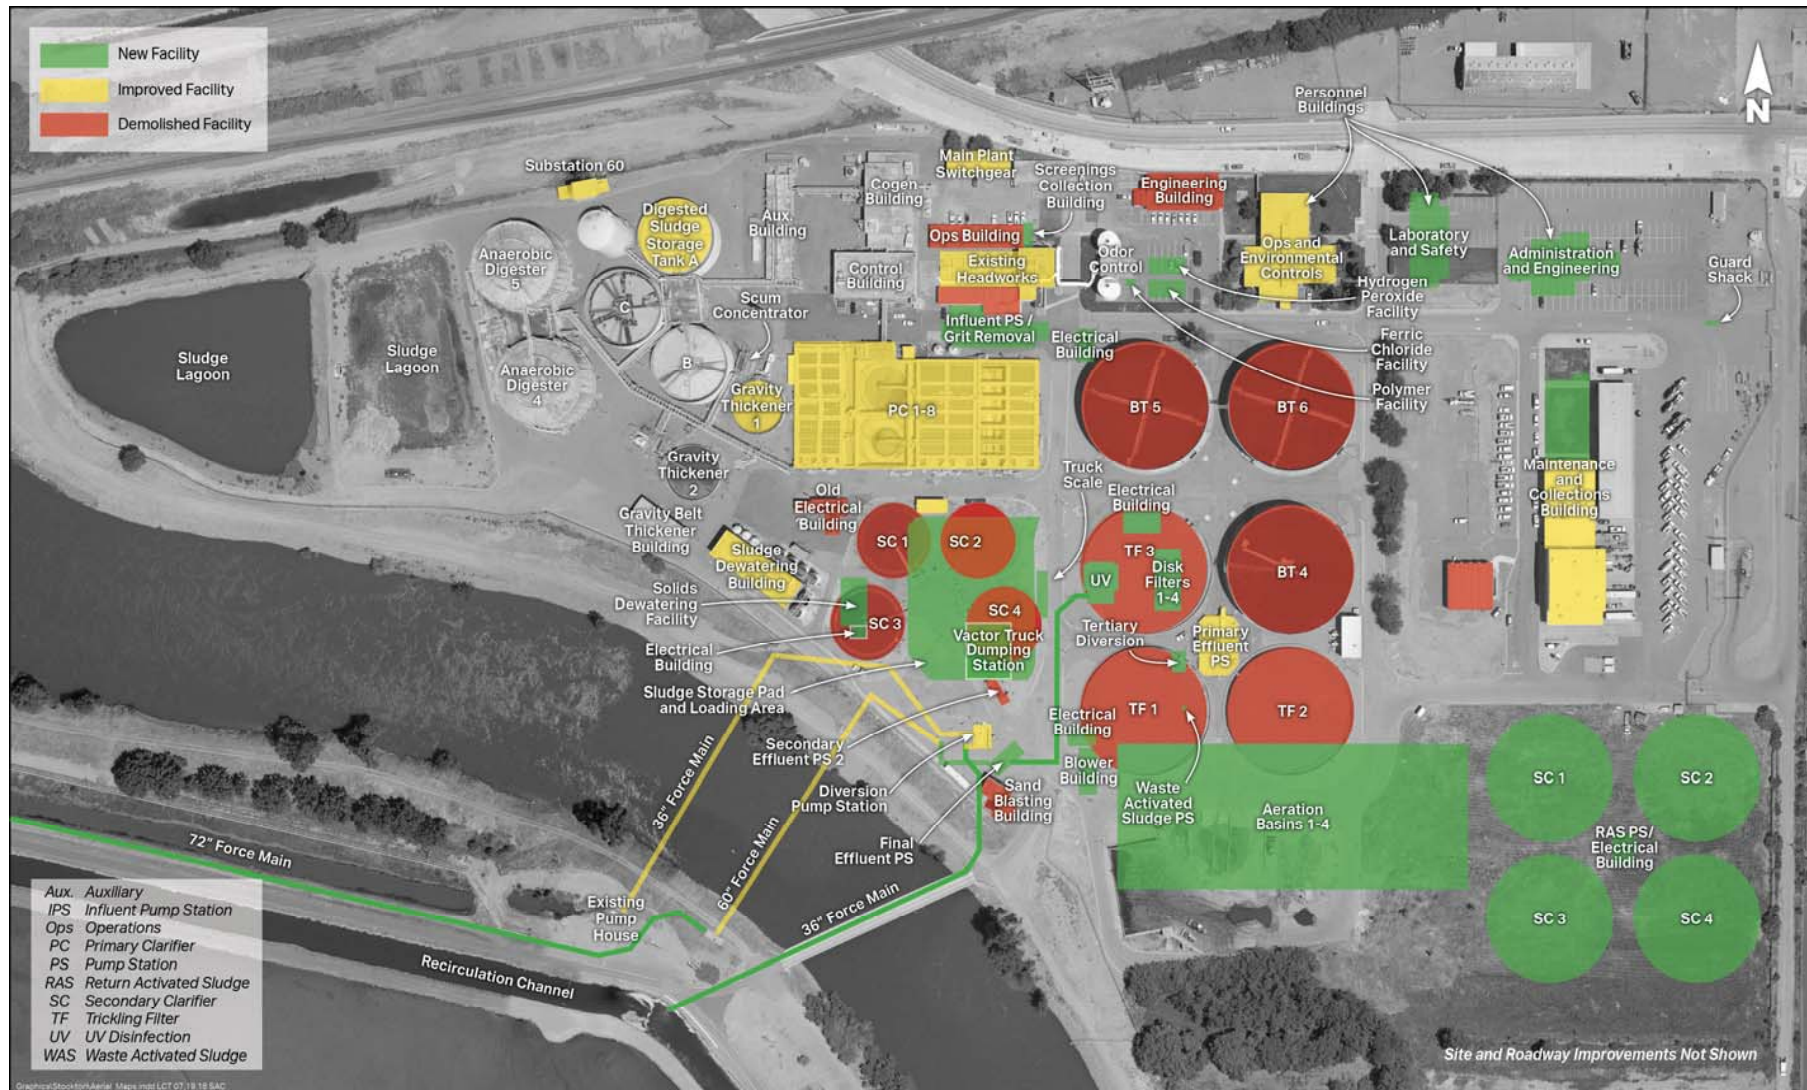 New Facility
Improved Facility
Demolished Facility
N
Personnel
Buildings
Substation 60
Main Plant
Switchgear
Screenings
Collection
Building
Engineering
Building
Cogen
Building
Digested
Sludge
Storage
Tank A
Aux.
Building
Ops Building
Anaerobic
Digester
5
Control
Building
Existing
Headworks
Odor
Control
Ops and
Environmental
Controls
Laboratory
and Safety
Administration
and Engineering
Guard
Shack
Hydrogen
Peroxide
Facility
C
Scum
Concentrator
Influent PS /
Grit Removal
Electrical
Building
Ferric
Chloride
Facility
Sludge
Lagoon
Sludge
Lagoon
Anaerobic
Digester
4
B
Gravity
Thickener
1
PC 1-8
BT 5
BT 6
Polymer
Facility
Gravity
Thickener
2
Truck
Scale
Maintenance
and
Collections
Building
Old
Electrical
Building
Electrical
Building
Gravity Belt
Thickener
Building
Sludge
Dewatering
Building
SC 1
SC 2
TF 3
Disk
Filters
1-4
UV
BT 4
Solids
Dewatering
Facility
SC 3
SC 4
Vactor Truck
Dumping
Station
Tertiary
Diversion
Primary
Effluent
PS
Electrical
Building
Sludge Storage Pad
and Loading Area
TF 1
TF 2
Electrical
Building
Secondary
Effluent PS 2
Blower
Building
36" Force Main
Diversion
Pump Station
Sand
Blasting
Building
Waste
Activated
Sludge PS
Aeration
Basins 1-4
SC 1
SC 2
RAS PS/
Electrical
Building
Final
Effluent PS
72" Force Main
60" Force Main
36" Force Main
SC 3
SC 4
Existing
Pump
House
Recirculation Channel
Aux. Auxiliary
IPS Influent Pump Station
Ops Operations
PC Primary Clarifier
PS Pump Station
RAS Return Activated Sludge
SC Secondary Clarifier
TF Trickling Filter
UV UV Disinfection
WAS Waste Activated Sludge
Site and Roadway Improvements Not Shown